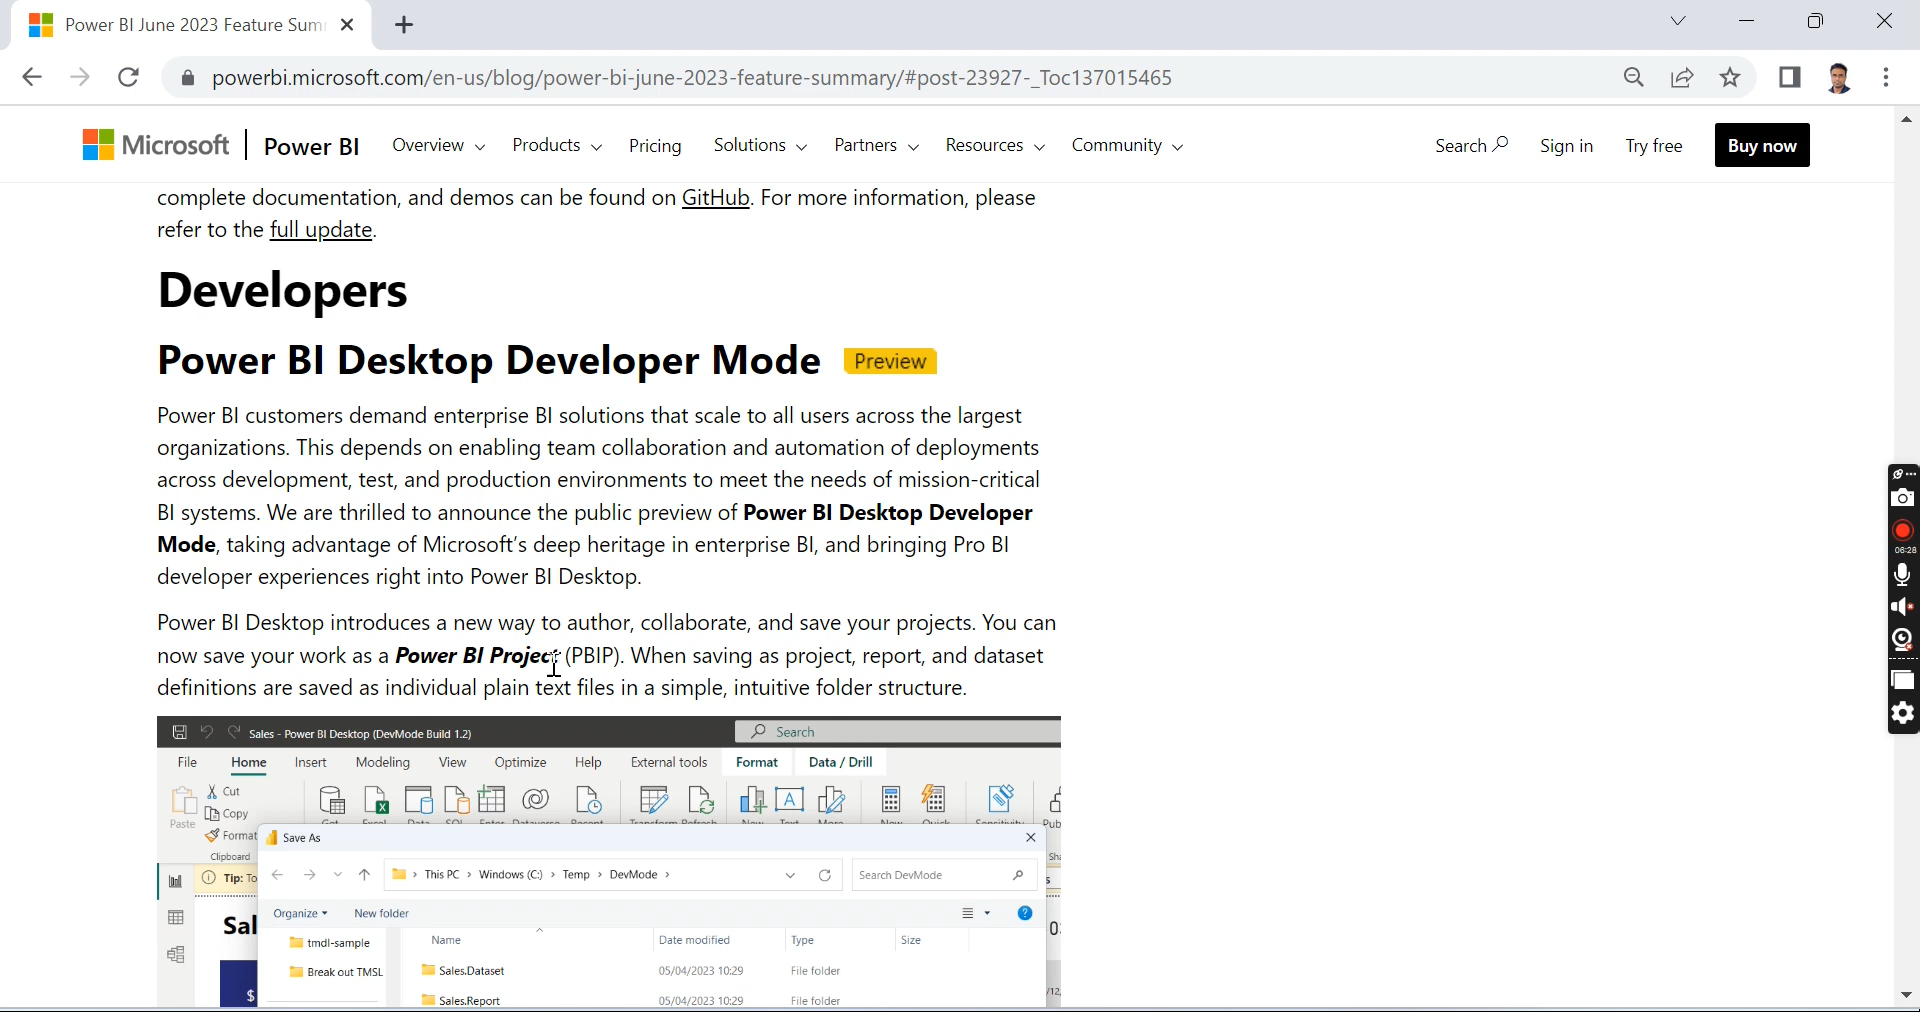 Power BI June 2023 Feature Sum
powerbi.microsoft.com/en-us/blog/power-bi-june-2023-feature-summary/#post-23927-_Toc137015465
Microsoft Power BI Overview Products Pricing Solutions Partners Resources Community Search Sign in Try free Buy now
complete documentation, and demos can be found on GitHub. For more information, please
refer to the full update.
Developers
Power BI Desktop Developer Mode Preview
Power BI customers demand enterprise BI solutions that scale to all users across the largest
organizations. This depends on enabling team collaboration and automation of deployments
across development, test, and production environments to meet the needs of mission-critical
BI systems. We are thrilled to announce the public preview of Power BI Desktop Developer
Mode, taking advantage of Microsoft's deep heritage in enterprise BI, and bringing Pro BI
developer experiences right into Power BI Desktop.
Power BI Desktop introduces a new way to author, collaborate, and save your projects. You can
now save your work as a Power BI Project (PBIP). When saving as project, report, and dataset
definitions are saved as individual plain text files in a simple, intuitive folder structure.
Sales - Power BI Desktop (DevMode Build 1.2) Search
File Home Insert Modeling View Optimize Help External tools Format Data / Drill
Cut
Copy
Paste
Format
Clipboard
Save As
Tip: To
This PC > Windows (C:) > Temp > DevMode > Search DevMode
Organize New folder
Sal
Name Date modified Type Size
tmdl-sample
Break out TMSL
Sales.Dataset 05/04/2023 10:29 File folder
Sales.Report 05/04/2023 10:29 File folder
$
06:28